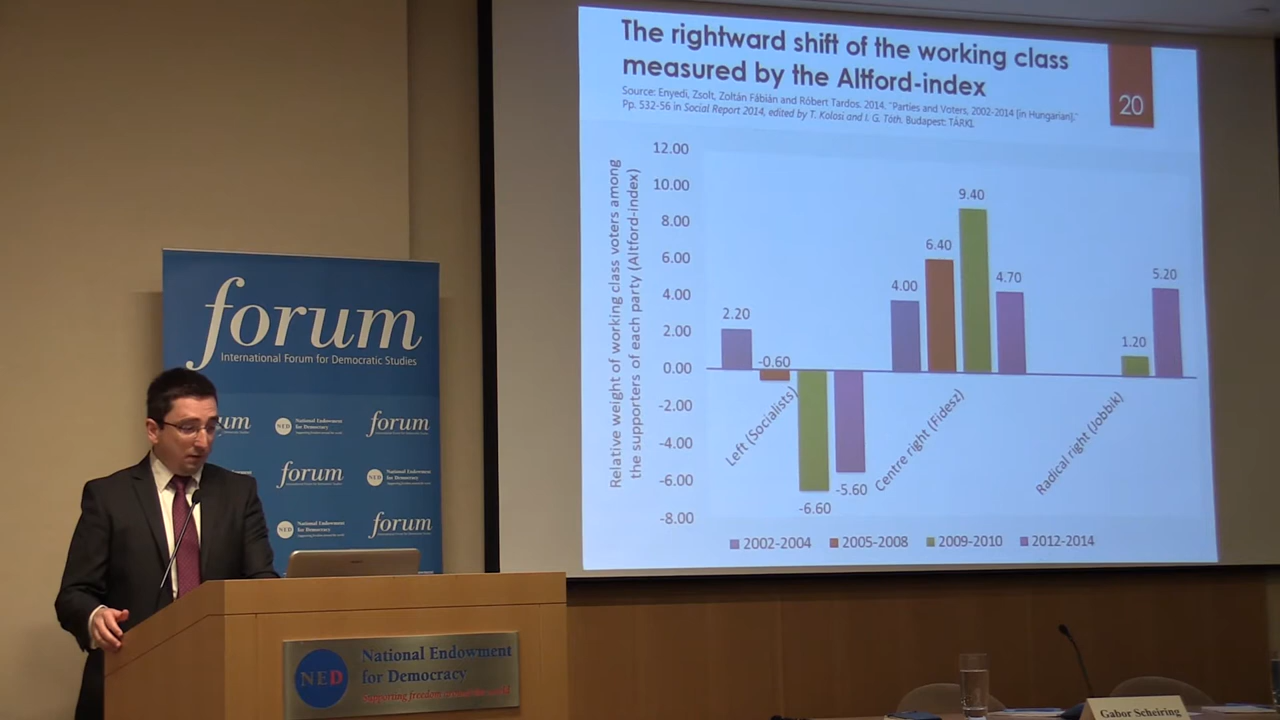 The rightward shift of the working class
measured by the Altford-index
20
Source: Enyedi, Zsolt, Zoltán Fábián and Róbert Tardos. 2014. "Parties and Voters, 2002-2014 [in Hungarian]."
Pp. 532-56 in Social Report 2014, edited by T. Kolosi and I. G. Tóth. Budapest: TÁRKI.
Relative weight of working class voters among
the supporters of each party (Altford-index)
12.00
10.00
8.00
6.00
4.00
2.00
0.00
-2.00
-4.00
-6.00
-8.00
2.20
-0.60
-6.60
-5.60
4.00
6.40
9.40
4.70
1.20
5.20
Left (Socialists)
Centre right (Fidesz)
Radical right (Jobbik)
2002-2004 2005-2008 2009-2010 2012-2014
forum
International Forum for Democratic Studies
um NED National Endowment for Democracy forum
forum NED National Endowment for Democracy
NED National Endowment for Democracy forum
NED
National Endowment
for Democracy
Supporting freedom
Gabor Scheiring